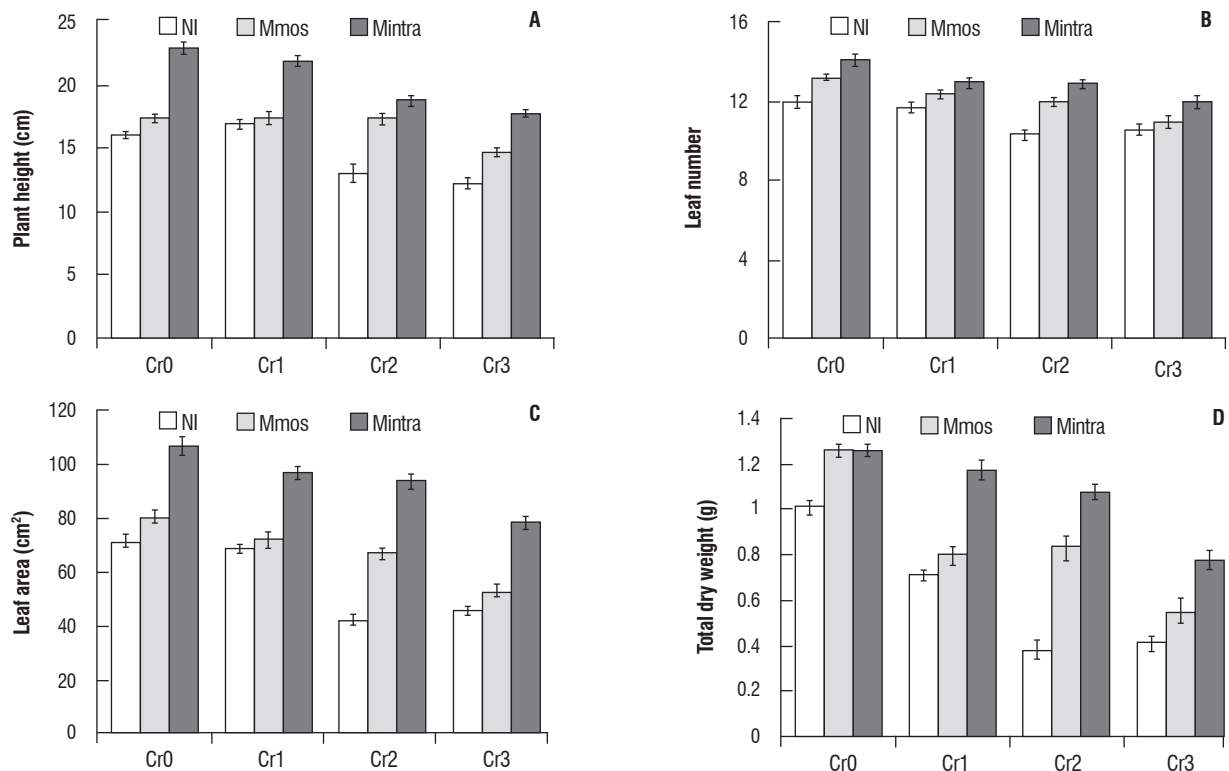 A
NI Mmos Mintra
Plant height (cm)
25
20
15
10
5
0
Cr0 Cr1 Cr2 Cr3
B
NI Mmos Mintra
Leaf number
16
12
8
4
0
Cr0 Cr1 Cr2 Cr3
C
NI Mmos Mintra
Leaf area (cm²)
120
100
80
60
40
20
0
Cr0 Cr1 Cr2 Cr3
D
NI Mmos Mintra
Total dry weight (g)
1.4
1.2
1
0.8
0.6
0.4
0.2
0
Cr0 Cr1 Cr2 Cr3